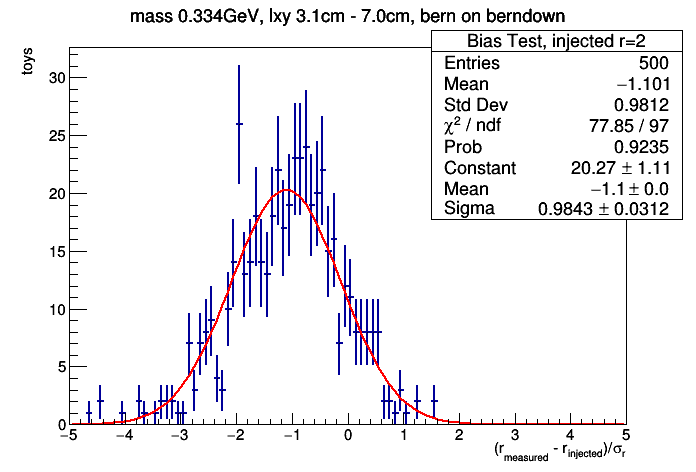 mass 0.334GeV, lxy 3.1cm - 7.0cm, bern on berndown
toys
Bias Test, injected r=2
Entries 500
Mean −1.101
Std Dev 0.9812
χ² / ndf 77.85 / 97
Prob 0.9235
Constant 20.27 ± 1.11
Mean −1.1 ± 0.0
Sigma 0.9843 ± 0.0312
30
25
20
15
10
5
0
−5 −4 −3 −2 −1 0 1 2 3 4 5
(r_measured - r_injected)/σ_r